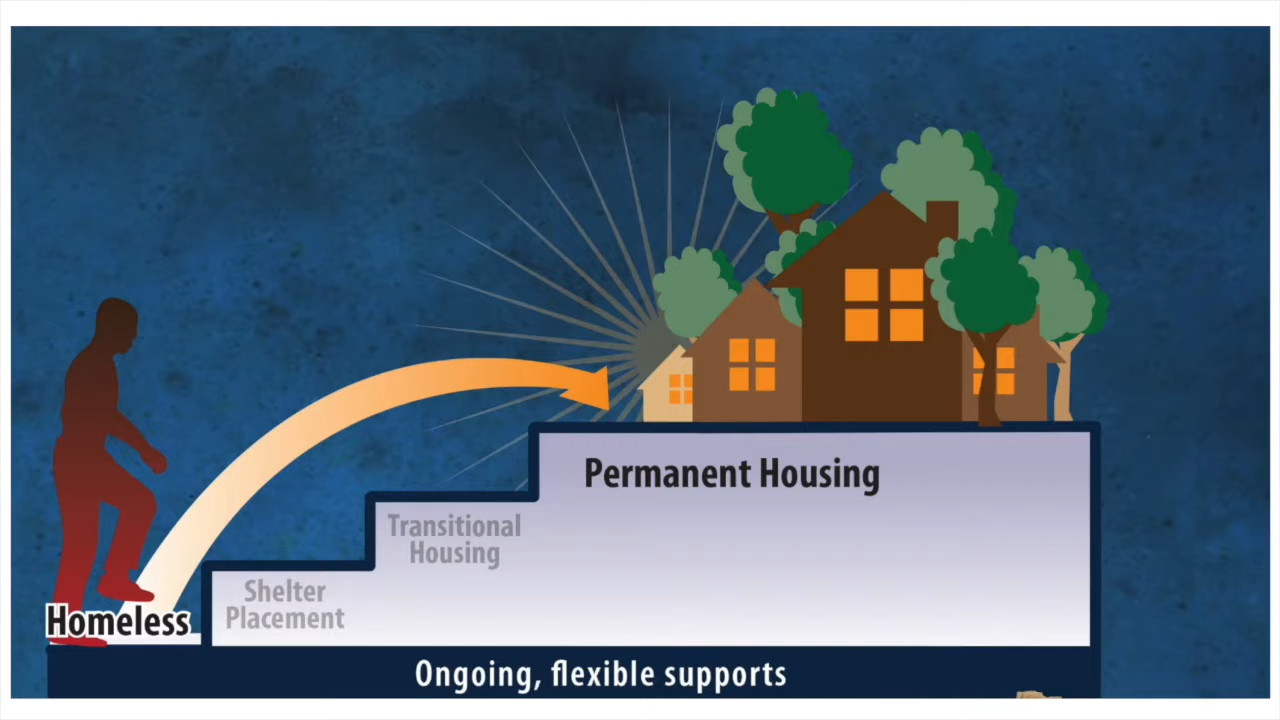 Permanent Housing
Transitional
Housing
Shelter
Placement
Homeless
Ongoing, flexible supports